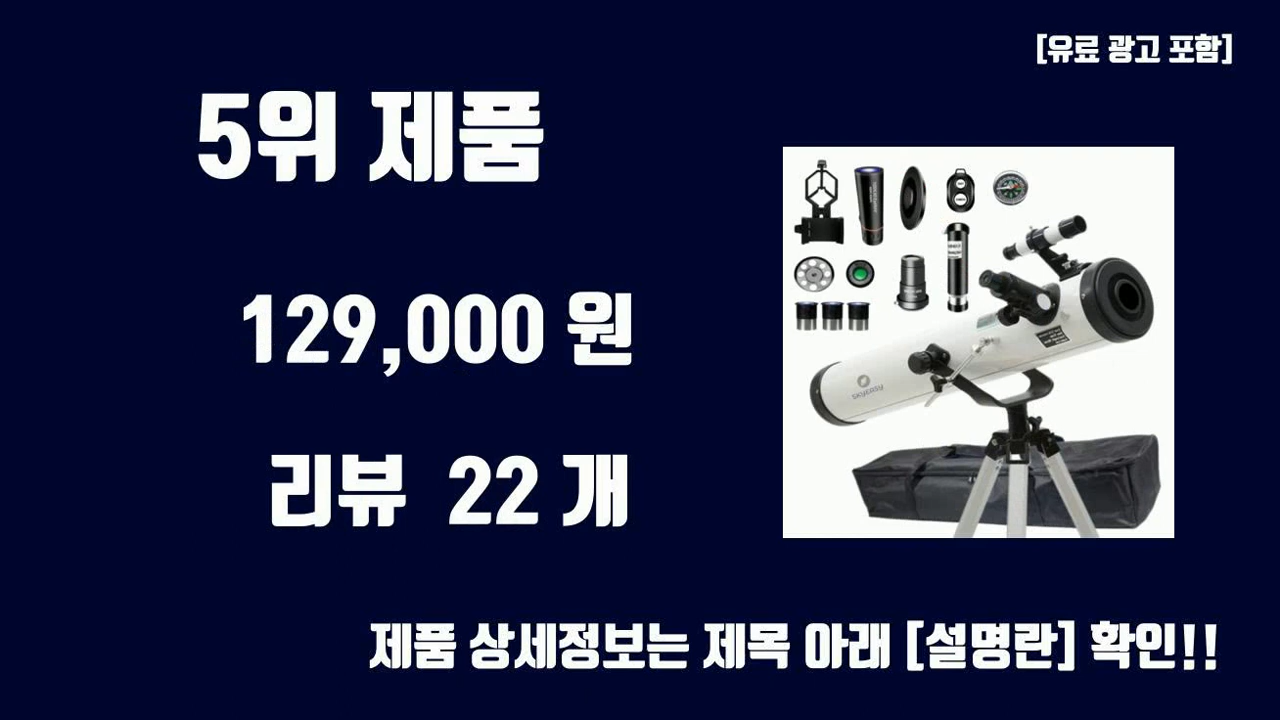 [유료 광고 포함]
5위 제품
129,000 원
리뷰 22 개
SKYEASY
제품 상세정보는 제목 아래 [설명란] 확인!!